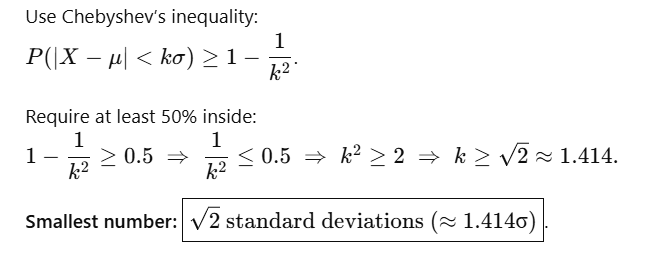 Use Chebyshev's inequality:
P(|X − μ| < kσ) ≥ 1 − 1/k².
Require at least 50% inside:
1 − 1/k² ≥ 0.5 ⇒ 1/k² ≤ 0.5 ⇒ k² ≥ 2 ⇒ k ≥ √2 ≈ 1.414.
Smallest number: √2 standard deviations (≈ 1.414σ).